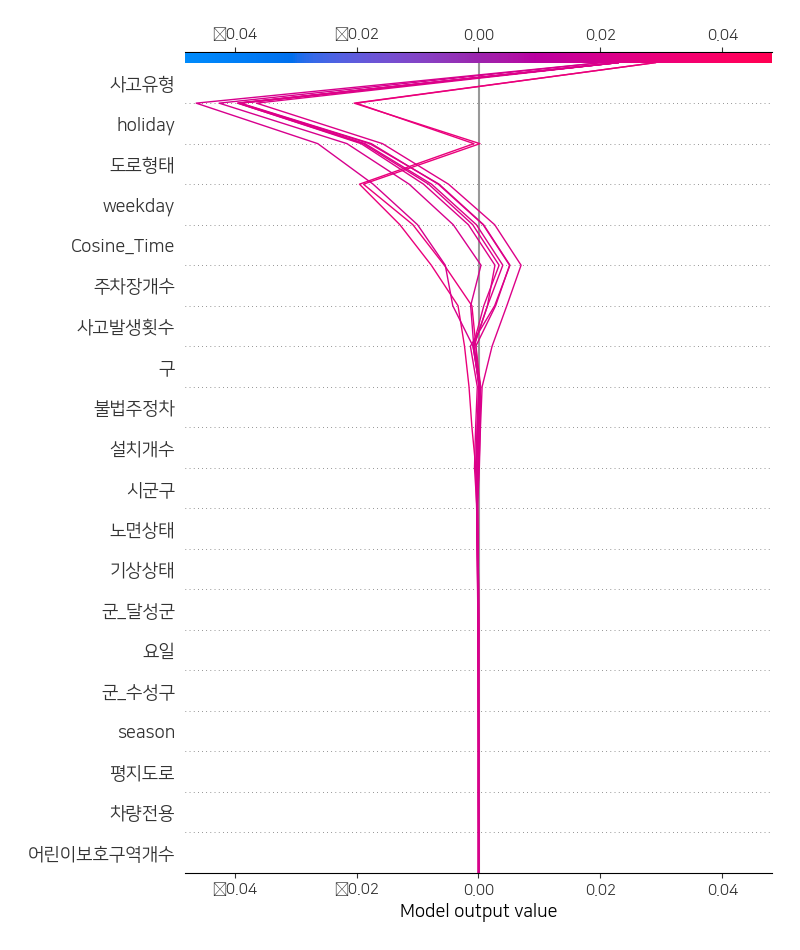 0.04 0.02 0.00 0.02 0.04
사고유형
holiday
도로형태
weekday
Cosine_Time
주차장개수
사고발생횟수
구
불법주정차
설치개수
시군구
노면상태
기상상태
군_달성군
요일
군_수성구
season
평지도로
차량전용
어린이보호구역개수
0.04 0.02 0.00 0.02 0.04
Model output value